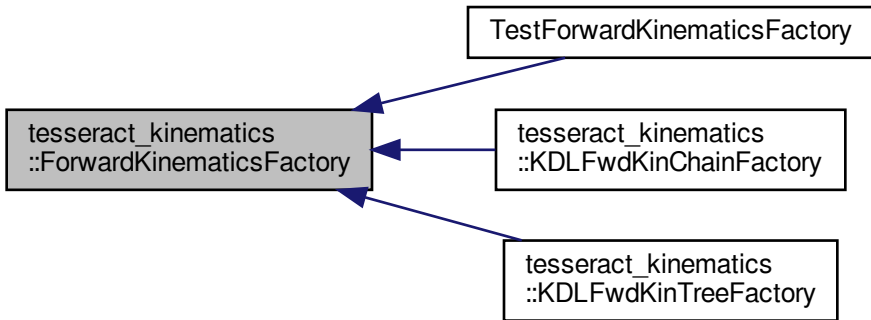 tesseract_kinematics
::ForwardKinematicsFactory
TestForwardKinematicsFactory
tesseract_kinematics
::KDLFwdKinChainFactory
tesseract_kinematics
::KDLFwdKinTreeFactory